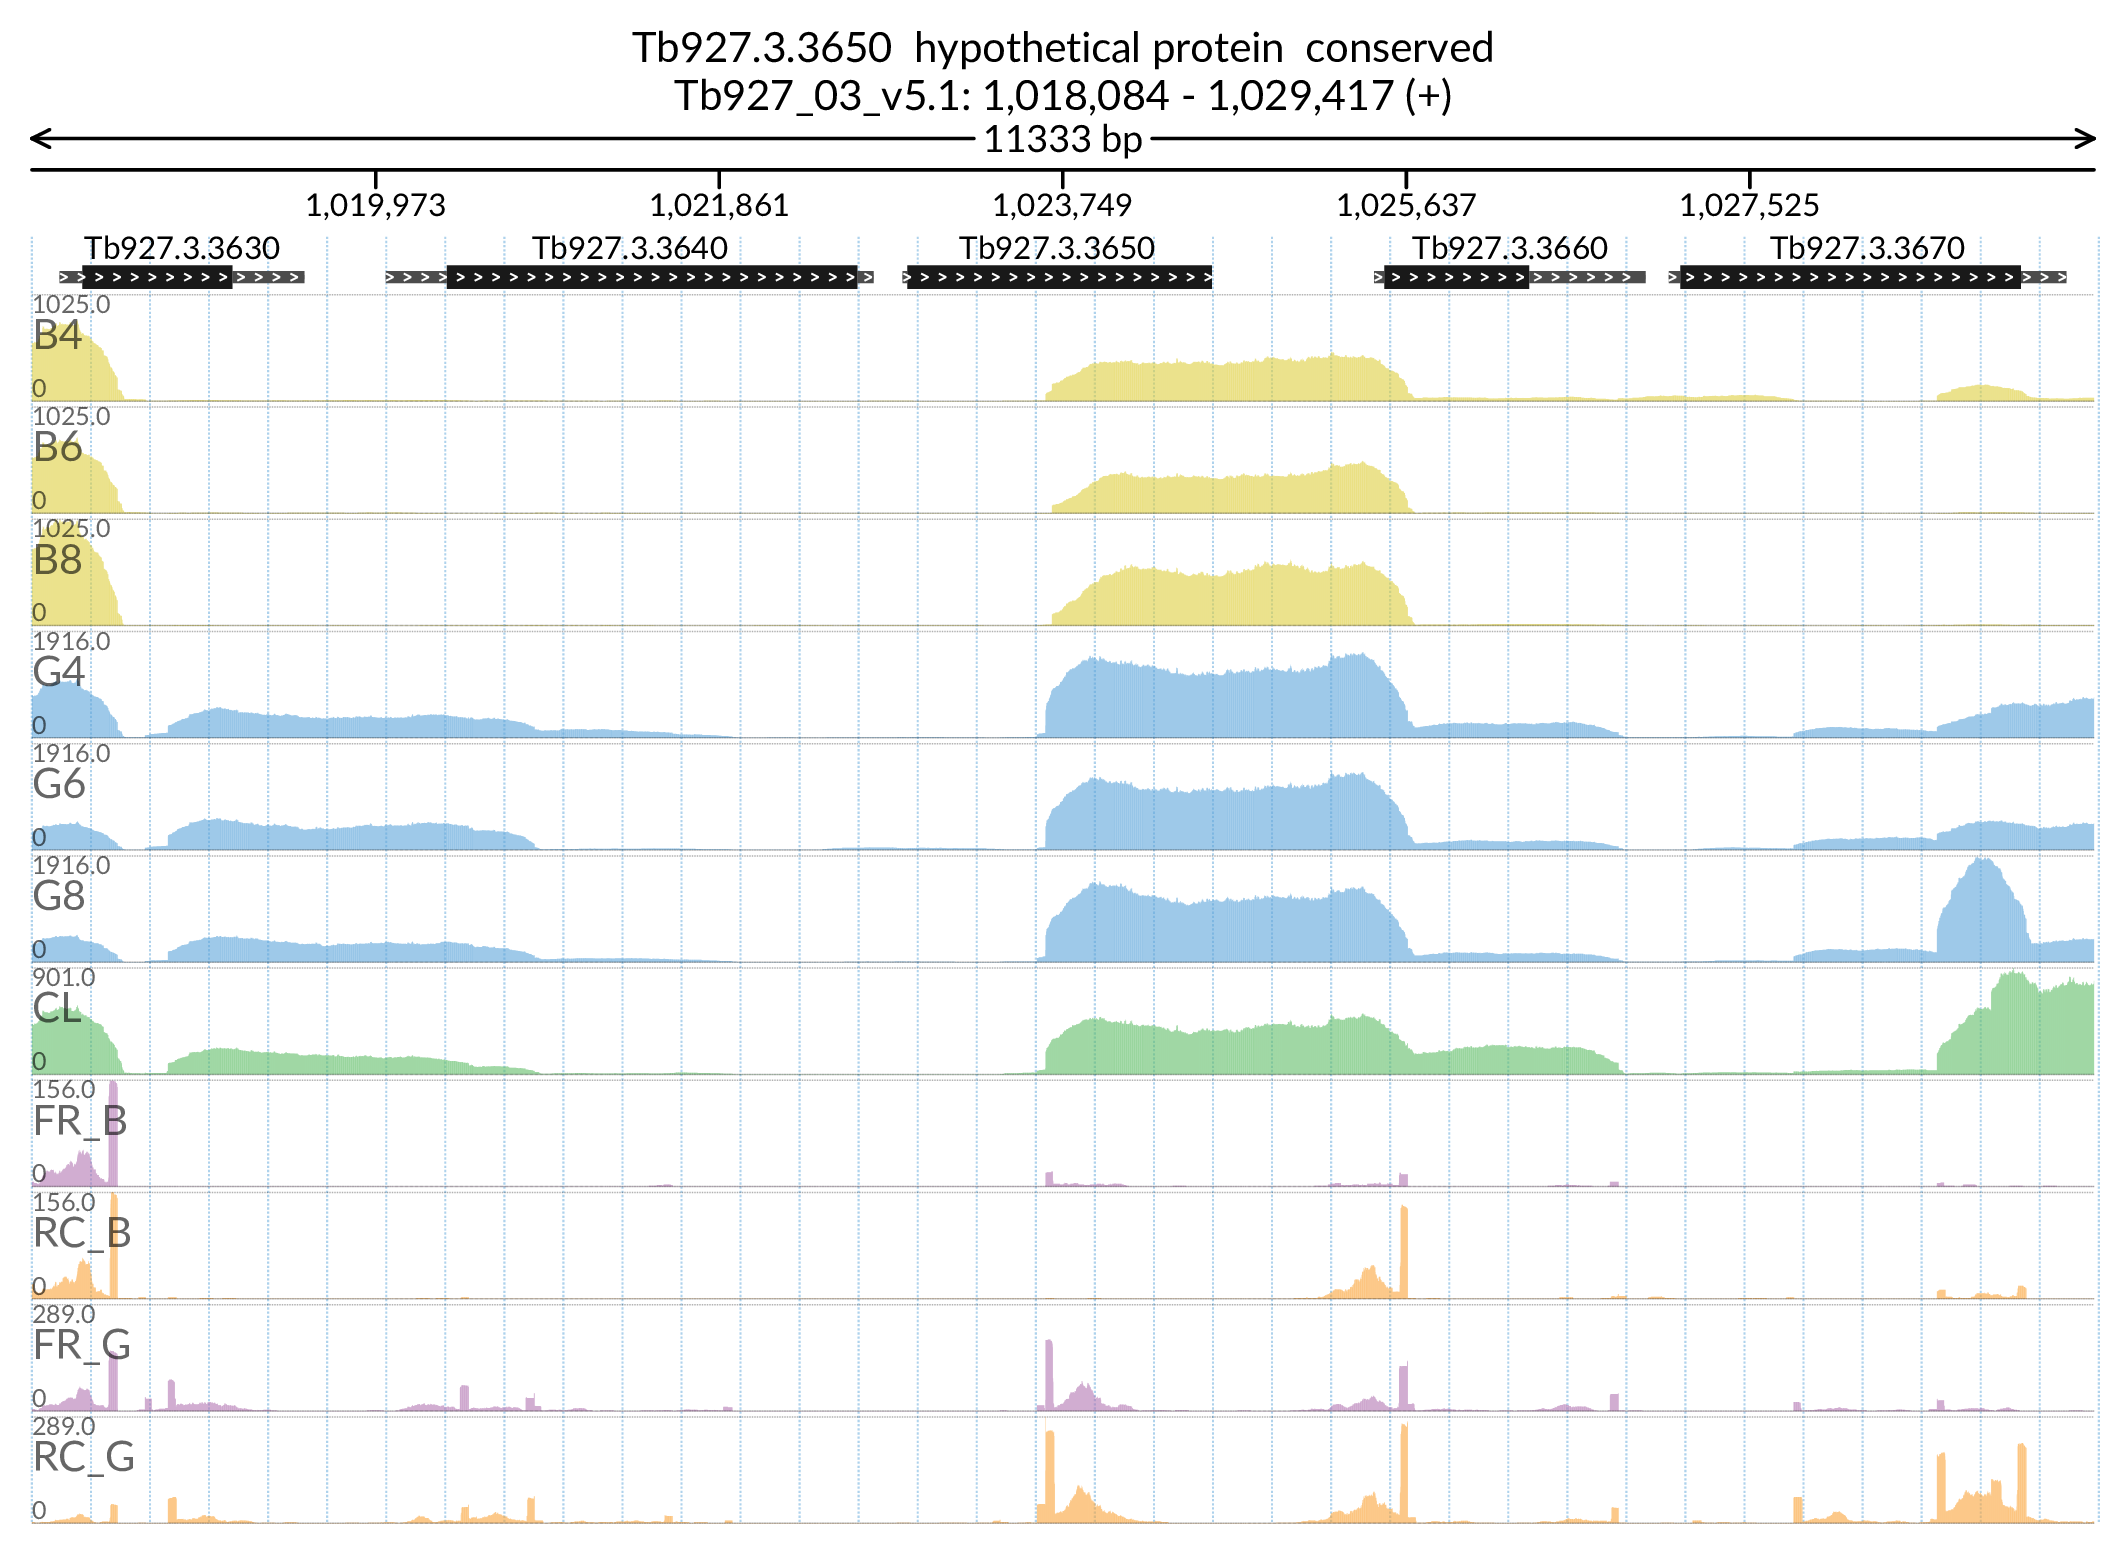 Tb927.3.3650  hypothetical protein  conserved
Tb927_03_v5.1: 1,018,084 - 1,029,417 (+)
11333 bp
1,019,973 1,021,861 1,023,749 1,025,637 1,027,525
Tb927.3.3630 Tb927.3.3640 Tb927.3.3650 Tb927.3.3660 Tb927.3.3670
1025.0
B4
0
1025.0
B6
0
1025.0
B8
0
1916.0
G4
0
1916.0
G6
0
1916.0
G8
0
901.0
CL
0
156.0
FR_B
0
156.0
RC_B
0
289.0
FR_G
0
289.0
RC_G
0